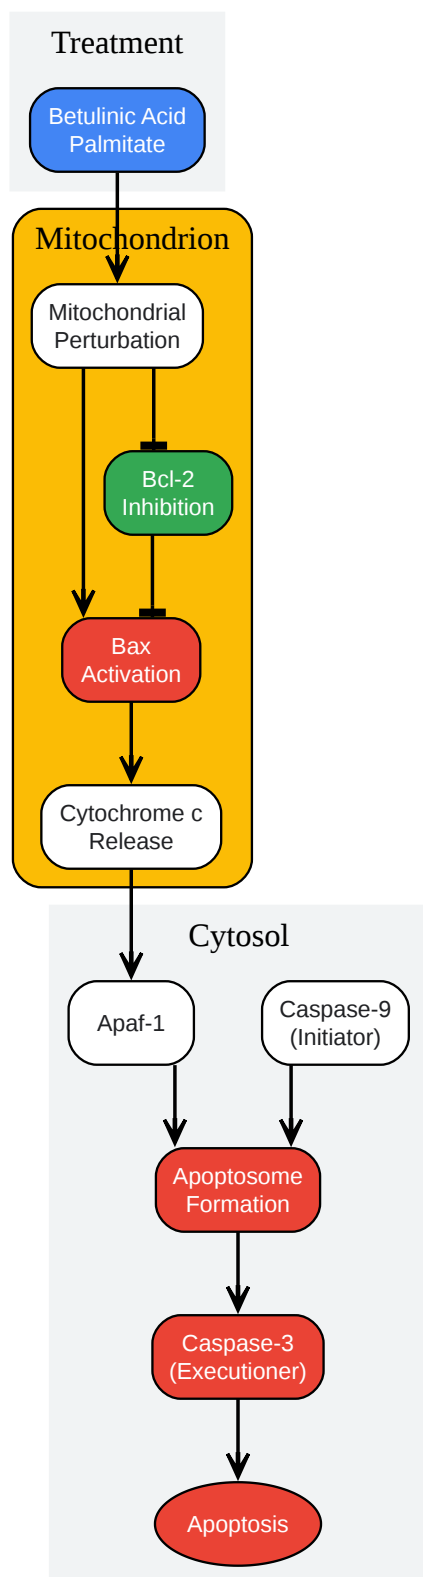 Treatment
Betulinic Acid
Palmitate
Mitochondrion
Mitochondrial
Perturbation
Bcl-2
Inhibition
Bax
Activation
Cytochrome c
Release
Cytosol
Apaf-1
Caspase-9
(Initiator)
Apoptosome
Formation
Caspase-3
(Executioner)
Apoptosis